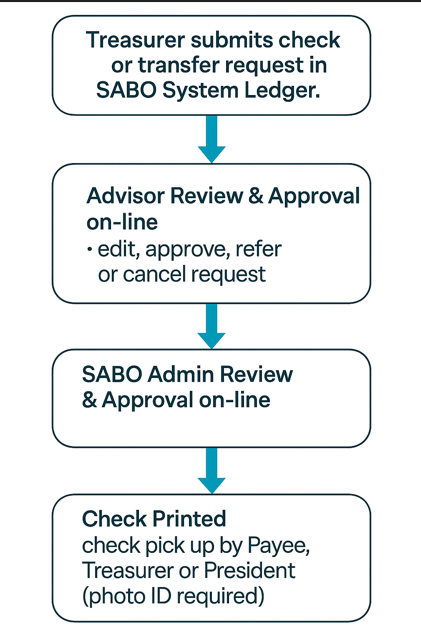 Treasurer submits check
or transfer request in
SABO System Ledger.
Advisor Review & Approval
on-line
• edit, approve, refer
or cancel request
SABO Admin Review
& Approval on-line
Check Printed
check pick up by Payee,
Treasurer or President
(photo ID required)